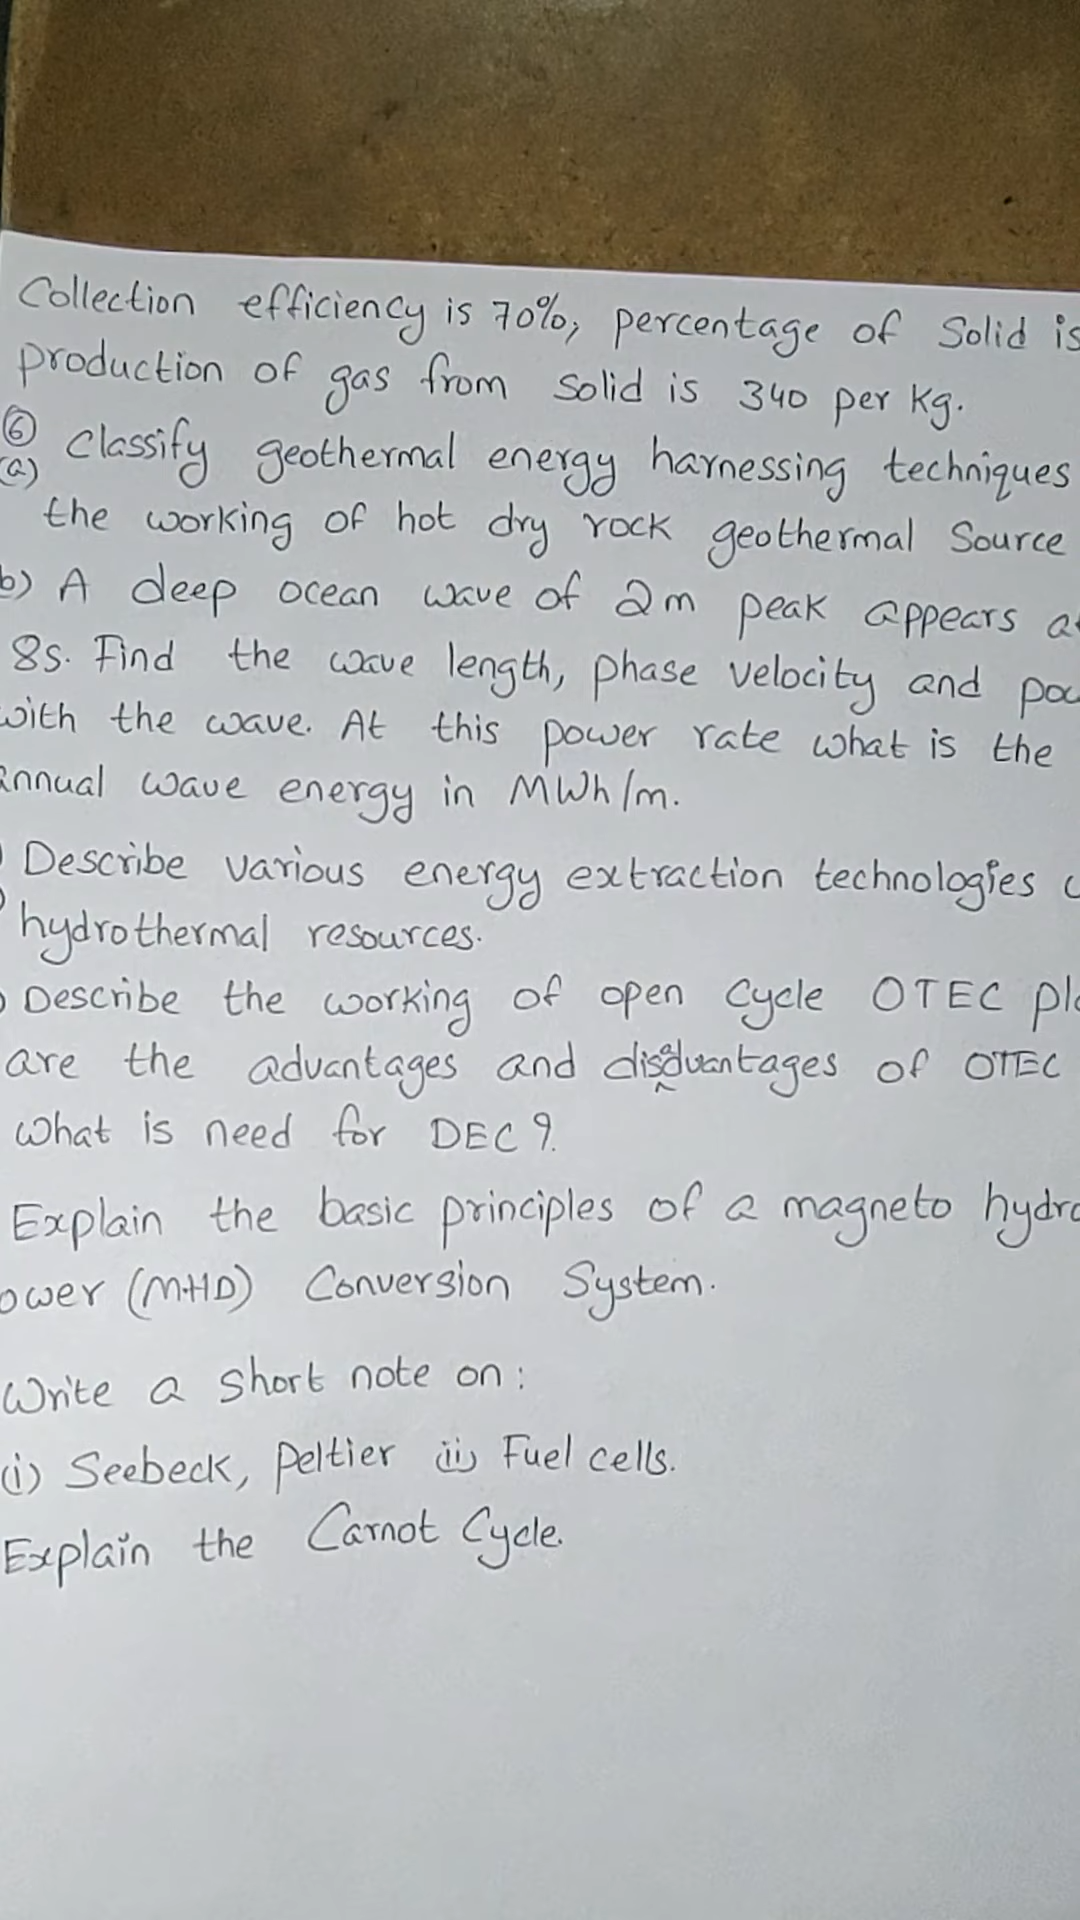 Collection efficiency is 70%, percentage of Solid is
production of gas from Solid is 340 per kg.
⑥ Classify geothermal energy harnessing techniques
(a)
the working of hot dry rock geothermal Source
b) A deep ocean wave of 2m peak appears
8s. Find the wave length, phase velocity and
with the wave. At this power rate what is the
annual wave energy in MWh/m.
Describe various energy extraction technologies
hydrothermal resources.
Describe the working of open Cycle OTEC
are the advantages and disadvantages of OTEC
What is need for DEC ?
Explain the basic principles of a magneto
(MHD) Conversion System.
Write a short note on :
(i) Seebeck, Peltier (ii) Fuel cells.
Explain the Carnot Cycle.